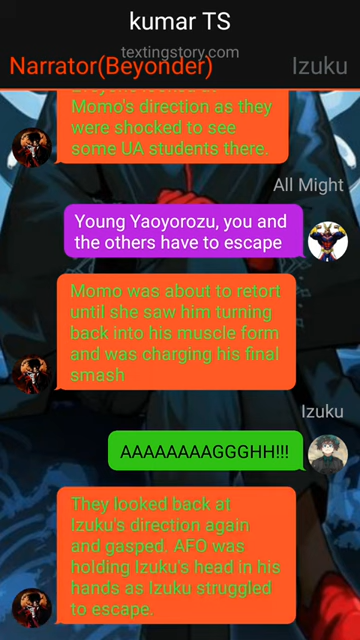 kumar TS
textingstory.com
Narrator(Beyonder)
Izuku
Momo's direction as they
were shocked to see
some UA students there.
All Might
Young Yaoyorozu, you and
the others have to escape
Momo was about to retort
until she saw him turning
back into his muscle form
and was charging his final
smash
Izuku
AAAAAAAAGGGHH!!!
They looked back at
Izuku's direction again
and gasped. AFO was
holding Izuku's head in his
hands as Izuku struggled
to escape.